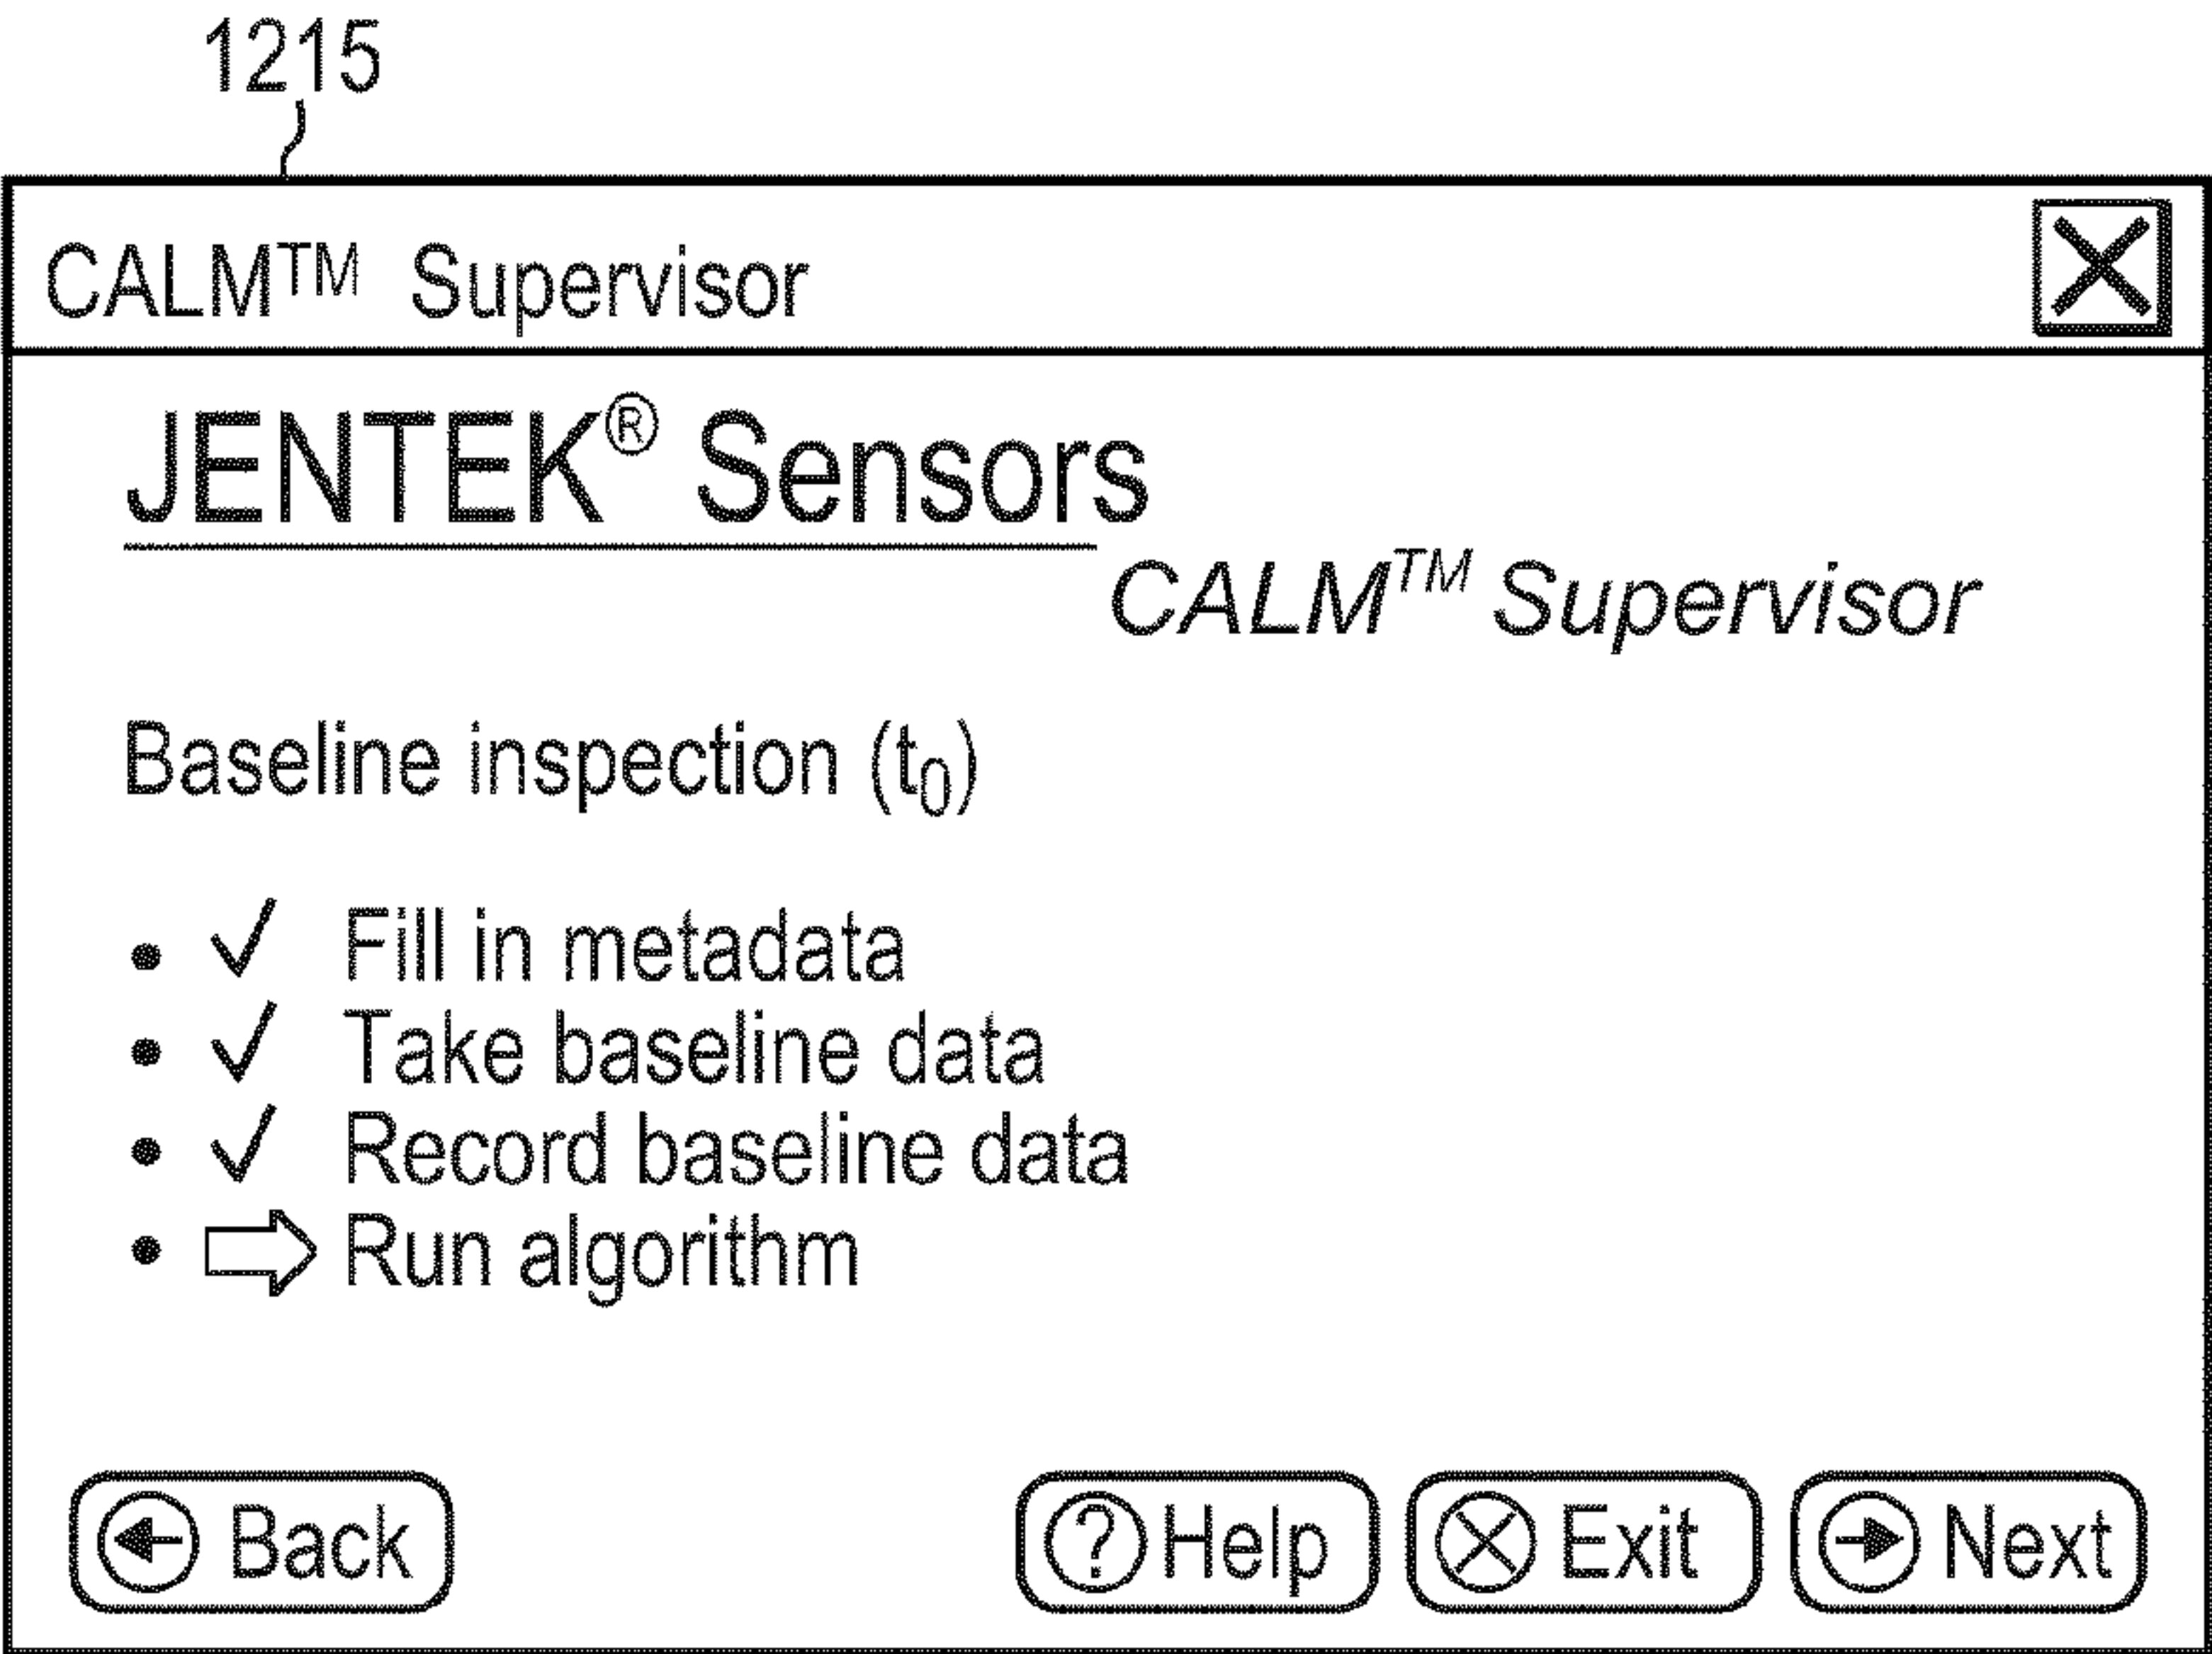 1215
CALM™ Supervisor
JENTEK® Sensors
CALM™ Supervisor
Baseline inspection (t₀)
• ✓ Fill in metadata
• ✓ Take baseline data
• ✓ Record baseline data
• ⇨ Run algorithm
Back Help Exit Next